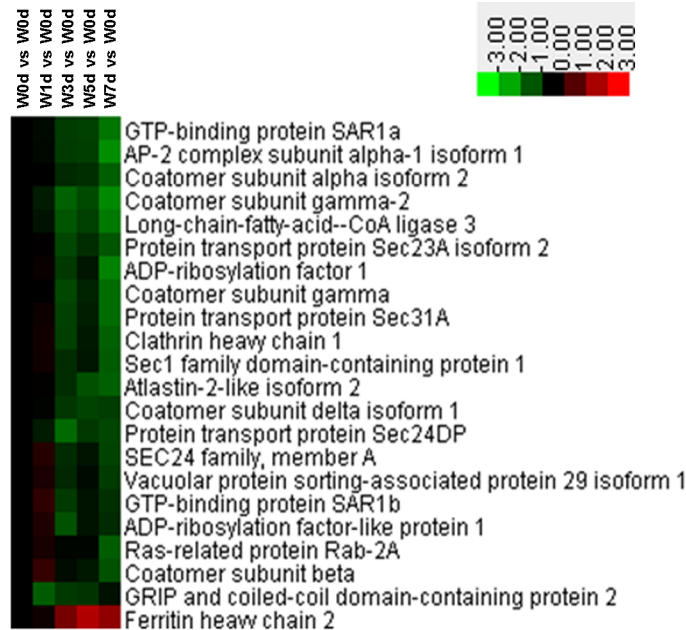 W0d vs W0d
W1d vs W0d
W3d vs W0d
W5d vs W0d
W7d vs W0d
-3.00
-2.00
-1.00
0.00
1.00
2.00
3.00
GTP-binding protein SAR1a
AP-2 complex subunit alpha-1 isoform 1
Coatomer subunit alpha isoform 2
Coatomer subunit gamma-2
Long-chain-fatty-acid--CoA ligase 3
Protein transport protein Sec23A isoform 2
ADP-ribosylation factor 1
Coatomer subunit gamma
Protein transport protein Sec31A
Clathrin heavy chain 1
Sec1 family domain-containing protein 1
Atlastin-2-like isoform 2
Coatomer subunit delta isoform 1
Protein transport protein Sec24DP
SEC24 family, member A
Vacuolar protein sorting-associated protein 29 isoform 1
GTP-binding protein SAR1b
ADP-ribosylation factor-like protein 1
Ras-related protein Rab-2A
Coatomer subunit beta
GRIP and coiled-coil domain-containing protein 2
Ferritin heavy chain 2